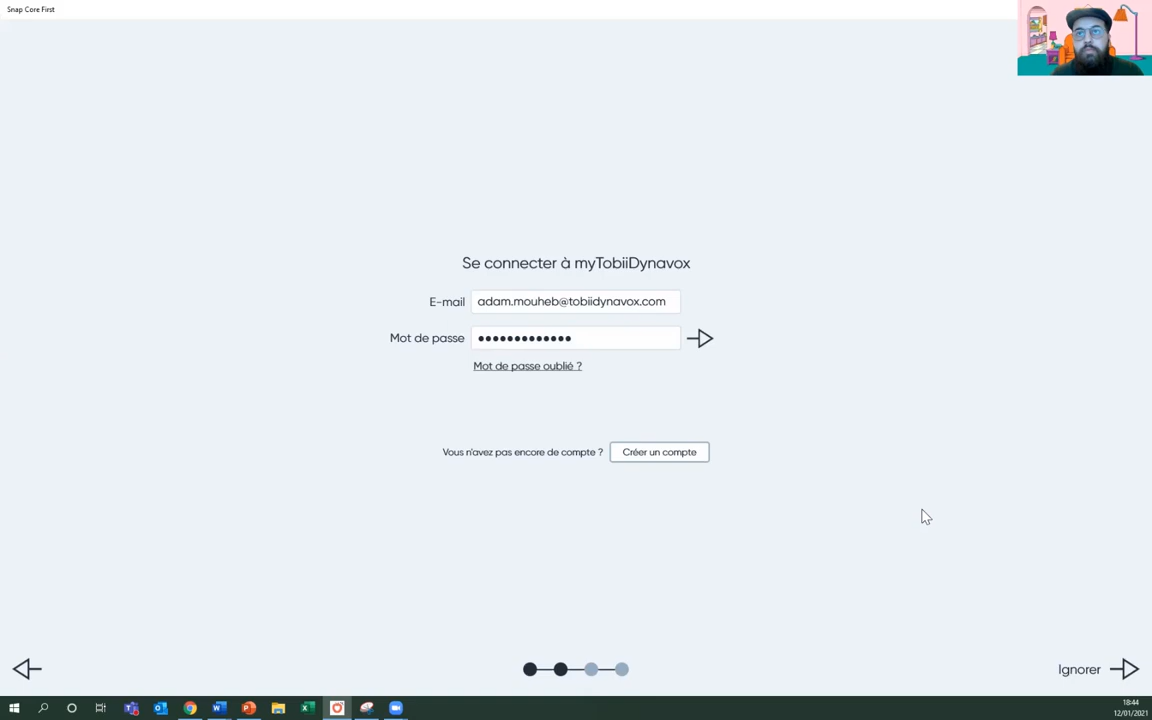 Snap Core First
Se connecter à myTobiiDynavox
E-mail adam.mouheb@tobiidynavox.com
Mot de passe •••••••••••••
Mot de passe oublié ?
Vous n'avez pas encore de compte ? Créer un compte
Ignorer
18:44
12/01/2021